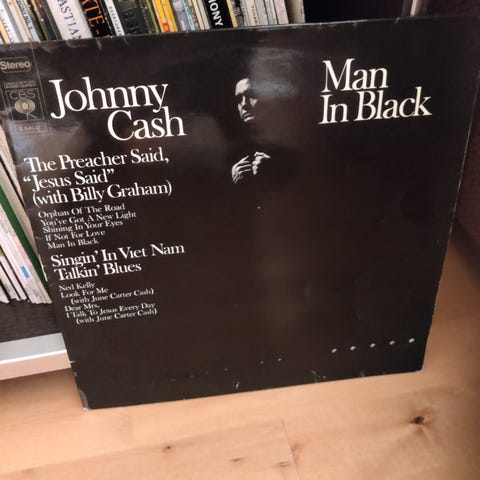 Stereo
CBS
Johnny
Cash
Man
In Black
The Preacher Said,
"Jesus Said"
(with Billy Graham)
Orphan Of The Road
You've Got A New Light
Shining In Your Eyes
If Not For Love
Man In Black
Singin' In Viet Nam
Talkin' Blues
Ned Kelly
Look For Me
(with June Carter Cash)
Dear Mrs.
I Talk To Jesus Every Day
(with June Carter Cash)